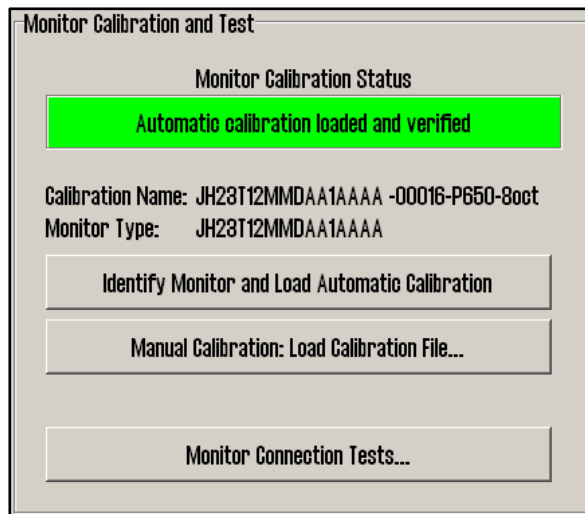 Monitor Calibration and Test
Monitor Calibration Status
Automatic calibration loaded and verified
Calibration Name: JH23T12MMDAA1AAAA -00016-P650-8oct
Monitor Type: JH23T12MMDAA1AAAA
Identify Monitor and Load Automatic Calibration
Manual Calibration: Load Calibration File...
Monitor Connection Tests...